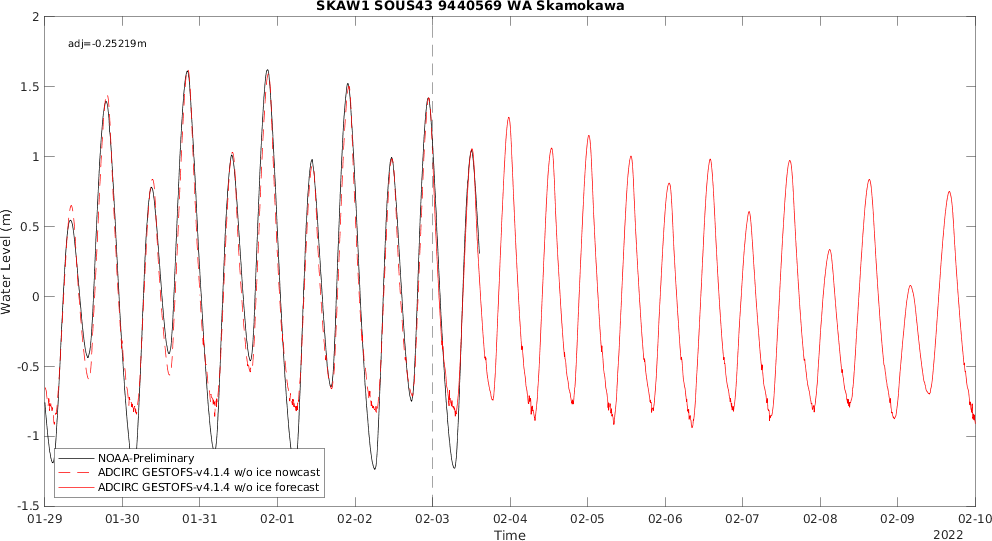 SKAW1 SOUS43 9440569 WA Skamokawa
adj=-0.25219m
2
1.5
1
0.5
0
-0.5
-1
-1.5
Water Level (m)
NOAA-Preliminary
ADCIRC GESTOFS-v4.1.4 w/o ice nowcast
ADCIRC GESTOFS-v4.1.4 w/o ice forecast
01-29 01-30 01-31 02-01 02-02 02-03 02-04 02-05 02-06 02-07 02-08 02-09 02-10
Time
2022